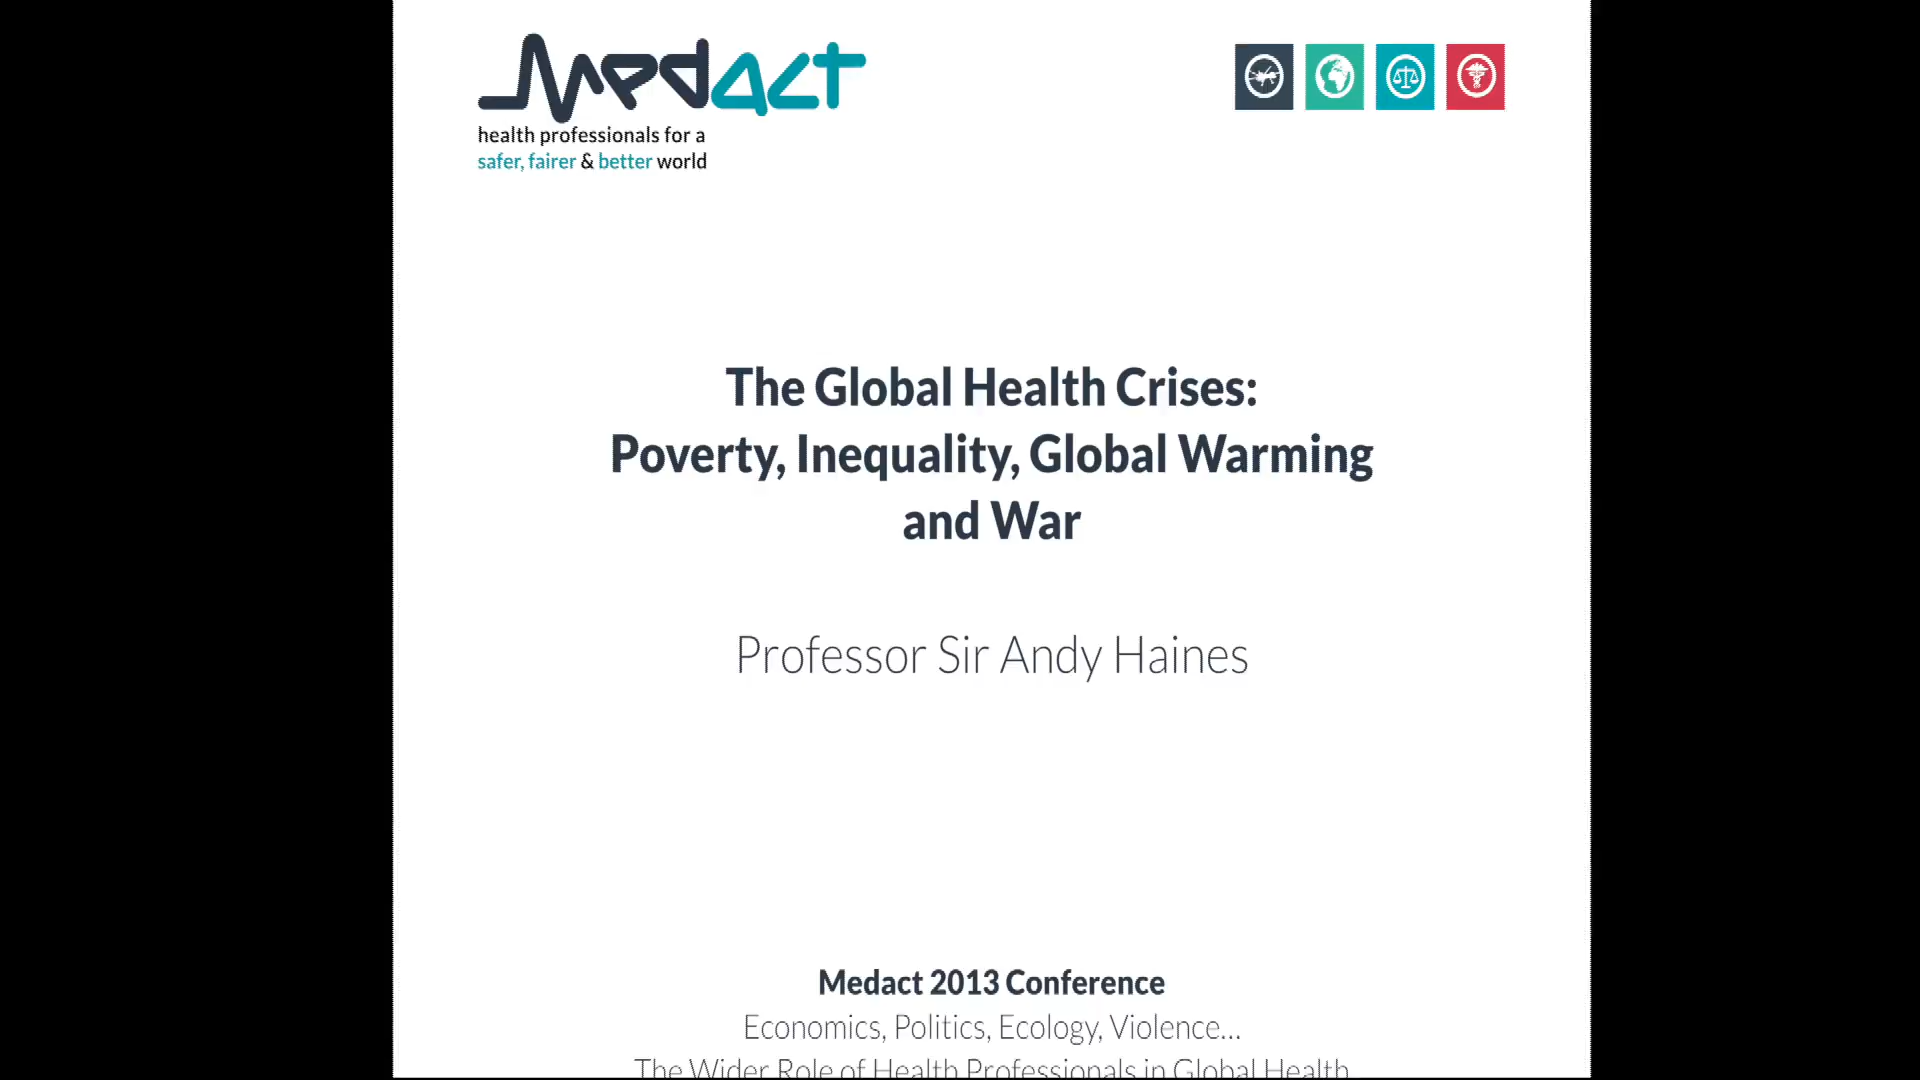 Medact
health professionals for a
safer, fairer & better world
The Global Health Crises:
Poverty, Inequality, Global Warming
and War
Professor Sir Andy Haines
Medact 2013 Conference
Economics, Politics, Ecology, Violence...
The Wider Role of Health Professionals in Global Health